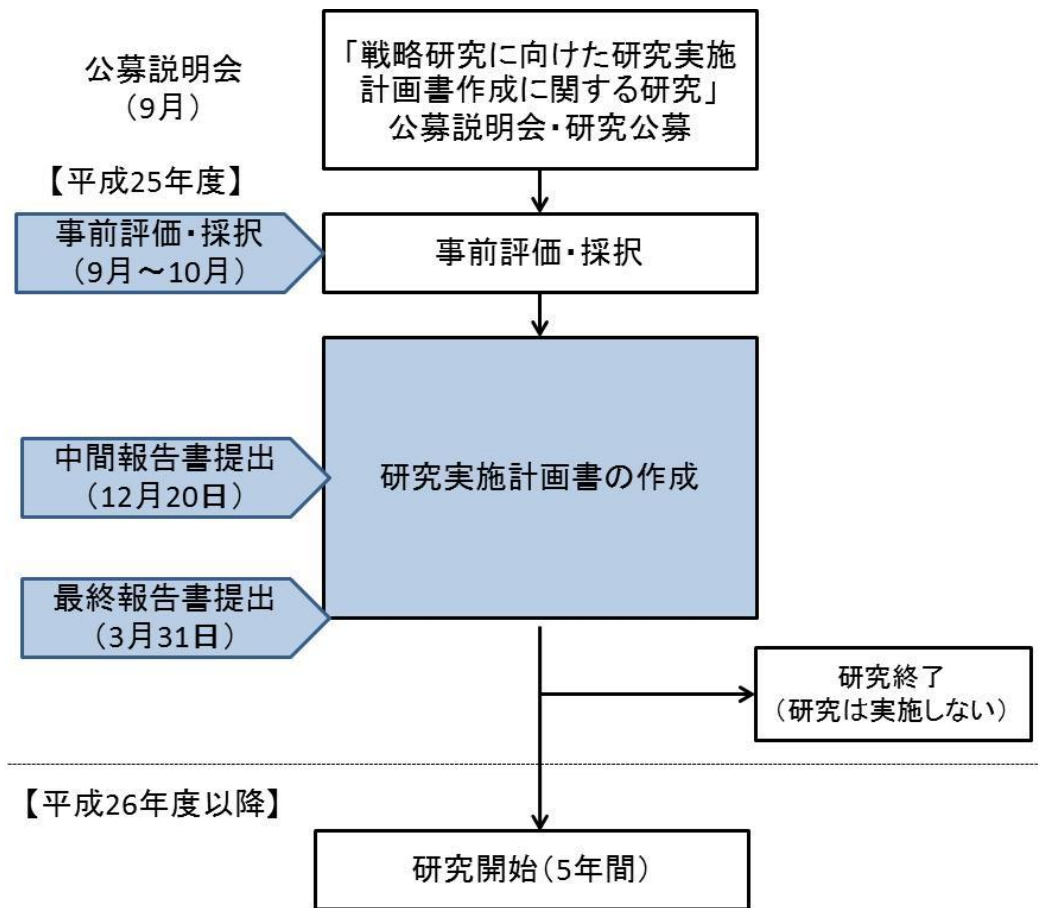 公募説明会
（9月）
「戦略研究に向けた研究実施
計画書作成に関する研究」
公募説明会・研究公募
【平成25年度】
事前評価・採択
（9月～10月）
事前評価・採択
中間報告書提出
（12月20日）
研究実施計画書の作成
最終報告書提出
（3月31日）
研究終了
（研究は実施しない）
【平成26年度以降】
研究開始（5年間）